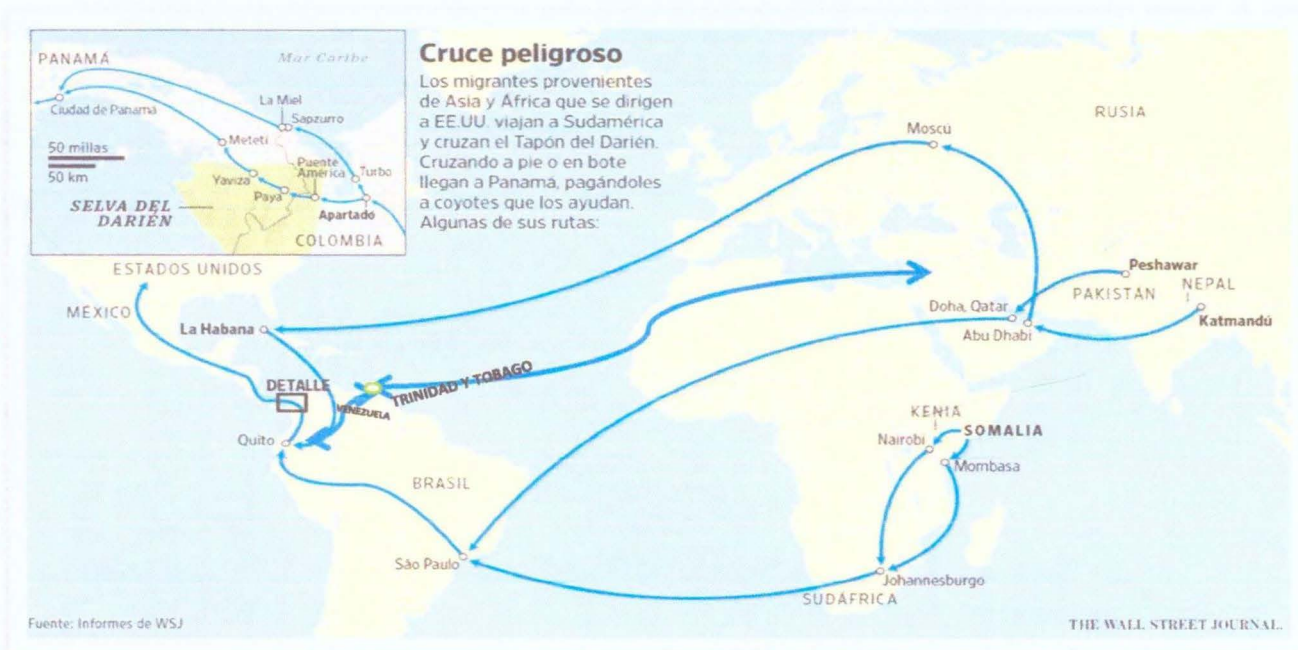 Cruce peligroso
Los migrantes provenientes
de Asia y África que se dirigen
a EE.UU. viajan a Sudamérica
y cruzan el Tapón del Darién.
Cruzando a pie o en bote
llegan a Panamá, pagándoles
a coyotes que los ayudan.
Algunas de sus rutas:
PANAMÁ
Mar Caribe
Ciudad de Panamá
La Miel
Sapzurro
Metetí
50 millas
50 km
Puente
América
Turbo
Yaviza
Paya
Apartadó
SELVA DEL
DARIÉN
COLOMBIA
RUSIA
Moscú
ESTADOS UNIDOS
MÉXICO
La Habana
Peshawar
PAKISTÁN
NEPAL
Katmandú
Doha, Qatar
Abu Dhabi
DETALLE
TRINIDAD Y TOBAGO
VENEZUELA
Quito
KENIA
SOMALIA
Nairobi
Mombasa
BRASIL
São Paulo
Johannesburgo
SUDÁFRICA
Fuente: Informes de WSJ
THE WALL STREET JOURNAL.